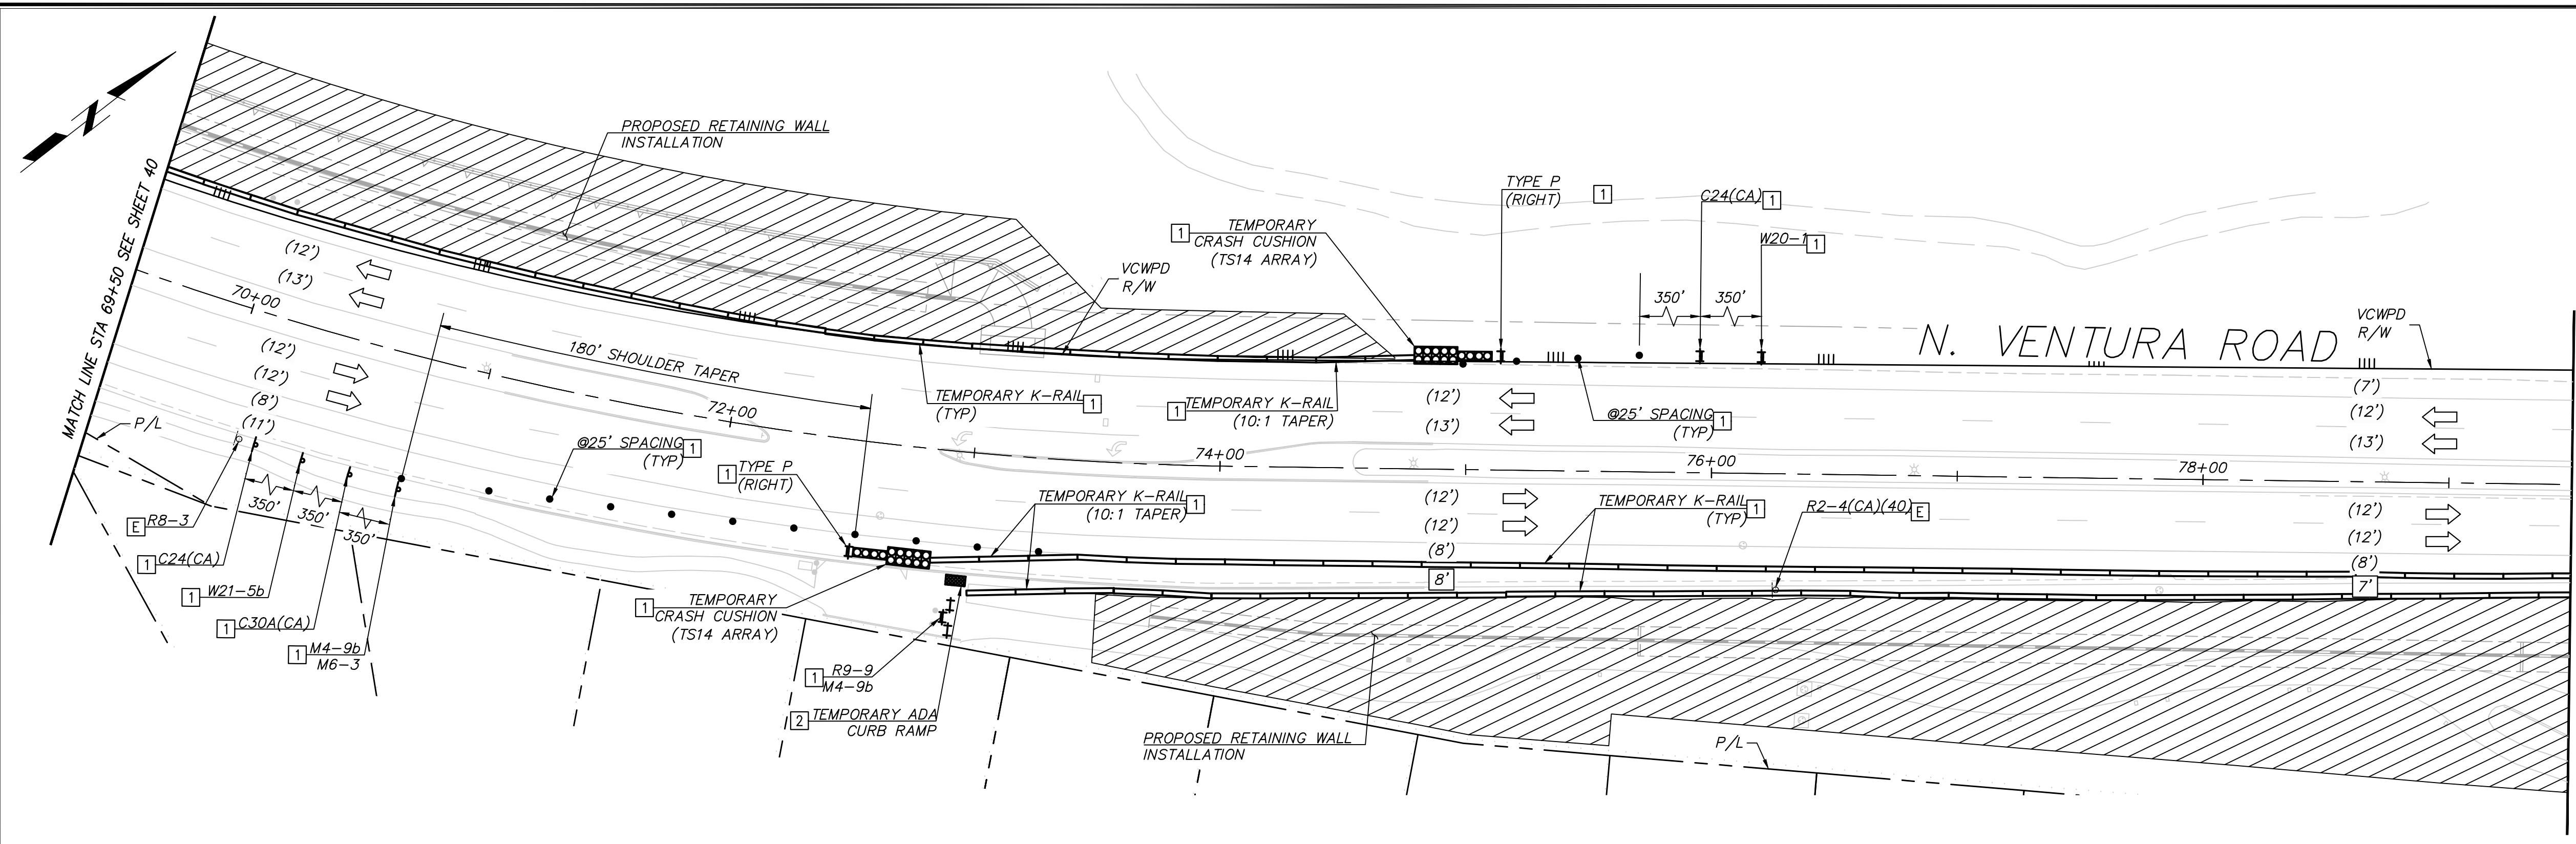 PROPOSED RETAINING WALL
INSTALLATION
MATCH LINE STA 69+50 SEE SHEET 40
N
(12')
(13')
70+00
(12')
(12')
(8')
(11')
P/L
180' SHOULDER TAPER
72+00
VCWPD
R/W
1 TEMPORARY
CRASH CUSHION
(TS14 ARRAY)
TYPE P
(RIGHT) 1
C24(CA) 1
W20-1 1
350' 350'
N. VENTURA ROAD
VCWPD
R/W
TEMPORARY K-RAIL 1
(TYP)
1 TEMPORARY K-RAIL
(10:1 TAPER)
(12')
(13')
@25' SPACING 1
(TYP)
(7')
(12')
(13')
74+00
76+00
78+00
@25' SPACING 1
(TYP)
1 TYPE P
(RIGHT)
TEMPORARY K-RAIL 1
(10:1 TAPER)
(12')
(12')
(8')
8'
TEMPORARY K-RAIL 1
(TYP)
R2-4(CA)(40) E
(12')
(12')
(8')
7'
350'
350'
350'
E R8-3
1 C24(CA)
1 W21-5b
1 C30A(CA)
1 M4-9b
M6-3
1 TEMPORARY
CRASH CUSHION
(TS14 ARRAY)
1 R9-9
M4-9b
2 TEMPORARY ADA
CURB RAMP
PROPOSED RETAINING WALL
INSTALLATION
P/L